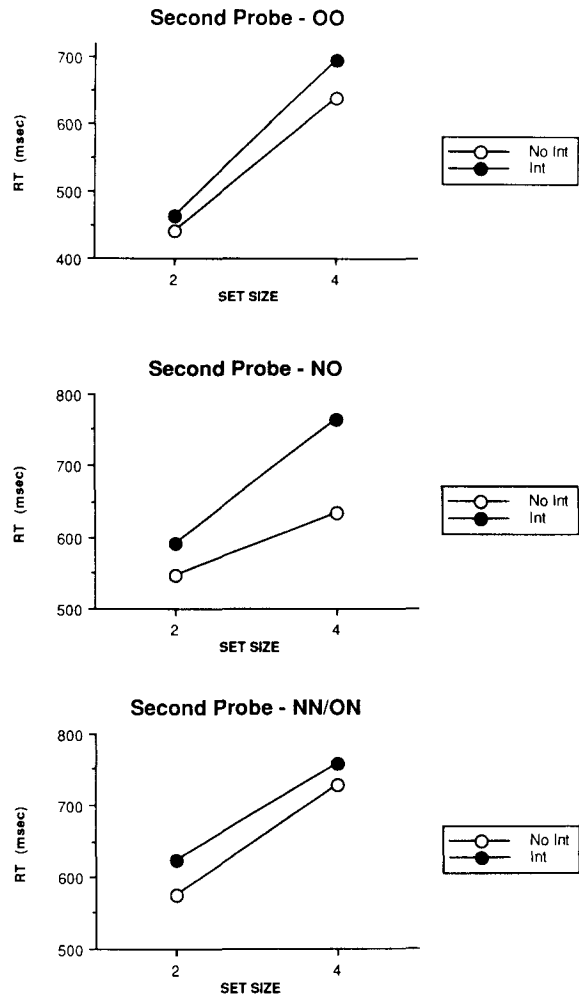 Second Probe - OO
700
600
450
400
RT (msec)
2
4
SET SIZE
No Int
Int
Second Probe - NO
800
700
600
500
RT (msec)
2
4
SET SIZE
No Int
Int
Second Probe - NN/ON
800
700
600
500
RT (msec)
2
4
SET SIZE
No Int
Int